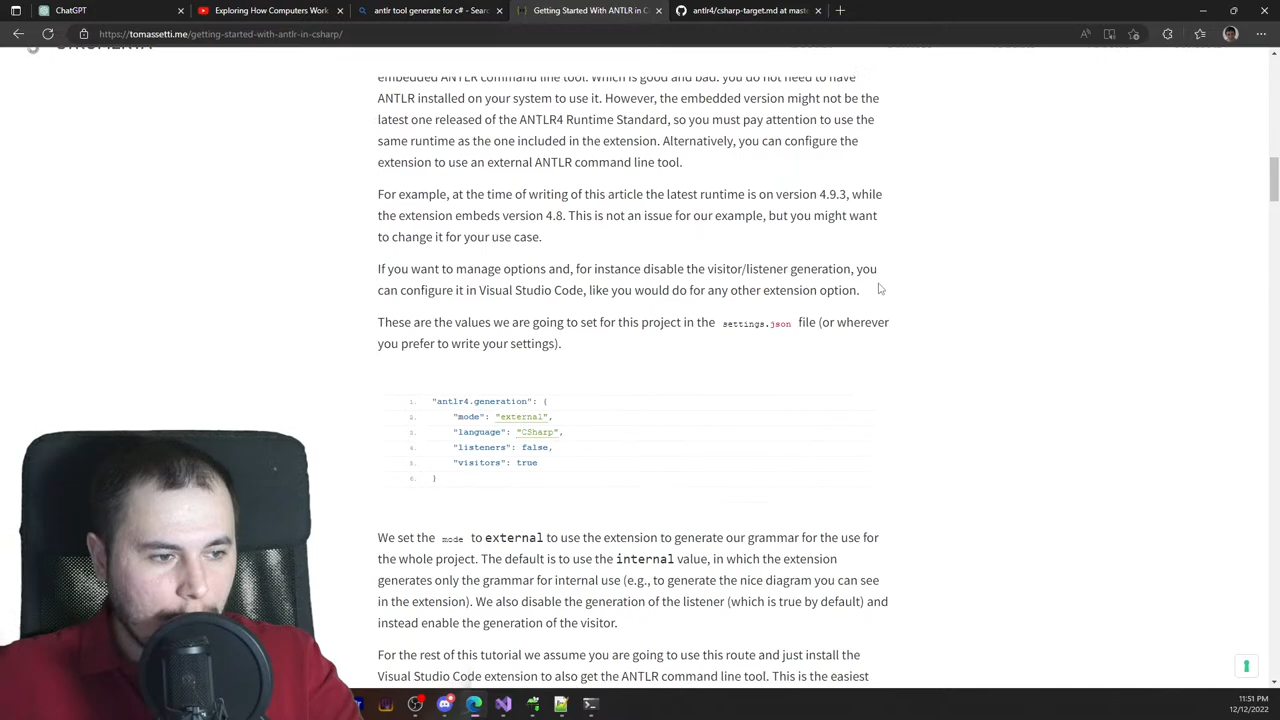 ChatGPT
Exploring How Computers Work
antlr tool generate for c# - Sear
Getting Started With ANTLR in C
antlr4/csharp-target.md at maste
https://tomassetti.me/getting-started-with-antlr-in-csharp/
embedded ANTLR command line tool. Which is good and bad: you do not need to have
ANTLR installed on your system to use it. However, the embedded version might not be the
latest one released of the ANTLR4 Runtime Standard, so you must pay attention to use the
same runtime as the one included in the extension. Alternatively, you can configure the
extension to use an external ANTLR command line tool.
For example, at the time of writing of this article the latest runtime is on version 4.9.3, while
the extension embeds version 4.8. This is not an issue for our example, but you might want
to change it for your use case.
If you want to manage options and, for instance disable the visitor/listener generation, you
can configure it in Visual Studio Code, like you would do for any other extension option.
These are the values we are going to set for this project in the settings.json file (or wherever
you prefer to write your settings).
1. "antlr4.generation": {
2. "mode": "external",
3. "language": "CSharp",
4. "listeners": false,
5. "visitors": true
6. }
We set the mode to external to use the extension to generate our grammar for the use for
the whole project. The default is to use the internal value, in which the extension
generates only the grammar for internal use (e.g., to generate the nice diagram you can see
in the extension). We also disable the generation of the listener (which is true by default) and
instead enable the generation of the visitor.
For the rest of this tutorial we assume you are going to use this route and just install the
Visual Studio Code extension to also get the ANTLR command line tool. This is the easiest
11:51 PM
12/12/2022